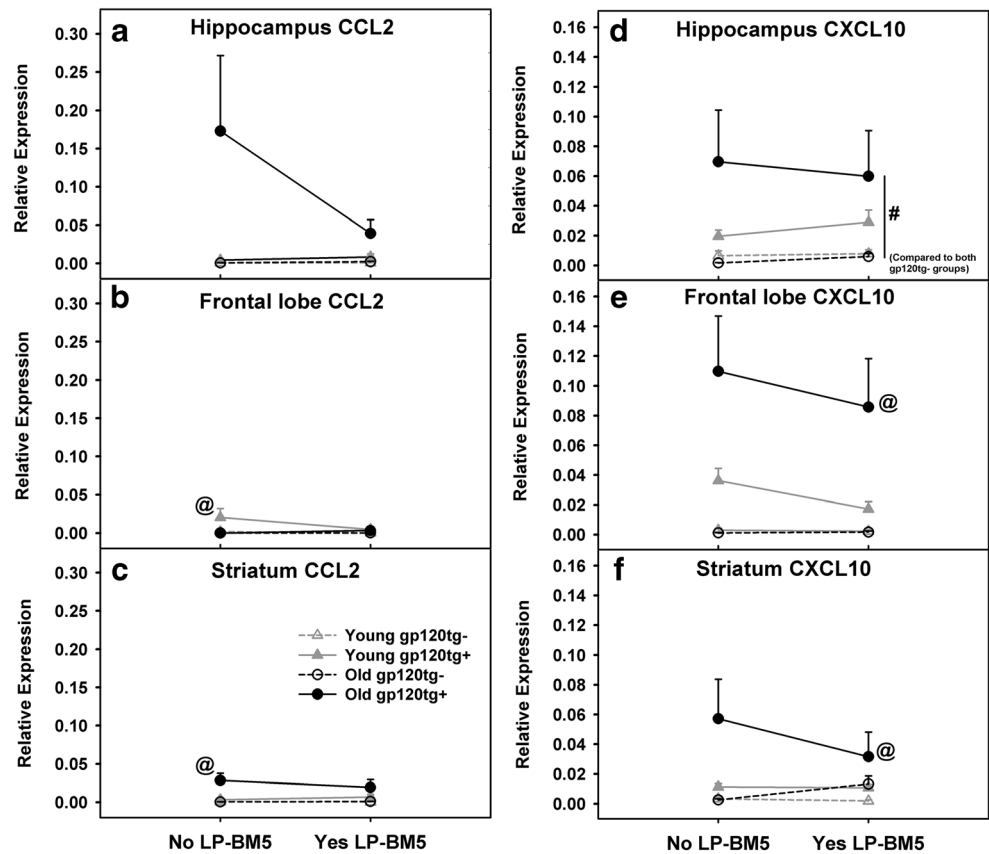 a
Hippocampus CCL2
Relative Expression
0.30
0.25
0.20
0.15
0.10
0.05
0.00
b
Frontal lobe CCL2
Relative Expression
0.30
0.25
0.20
0.15
0.10
0.05
0.00
@
c
Striatum CCL2
Relative Expression
0.30
0.25
0.20
0.15
0.10
0.05
0.00
@
Young gp120tg-
Young gp120tg+
Old gp120tg-
Old gp120tg+
No LP-BM5
Yes LP-BM5
d
Hippocampus CXCL10
Relative Expression
0.16
0.14
0.12
0.10
0.08
0.06
0.04
0.02
0.00
#
(Compared to both
gp120tg- groups)
e
Frontal lobe CXCL10
Relative Expression
0.16
0.14
0.12
0.10
0.08
0.06
0.04
0.02
0.00
@
f
Striatum CXCL10
Relative Expression
0.16
0.14
0.12
0.10
0.08
0.06
0.04
0.02
0.00
@
No LP-BM5
Yes LP-BM5